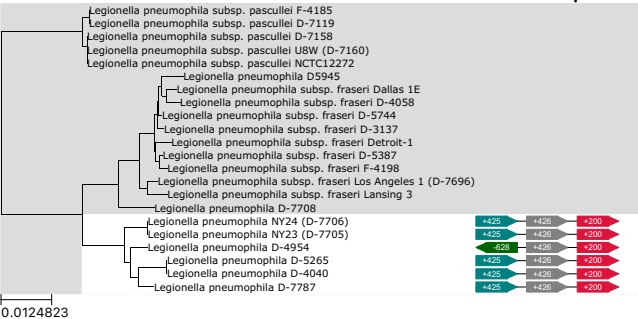 Legionella pneumophila subsp. pascullei F-4185
Legionella pneumophila subsp. pascullei D-7119
Legionella pneumophila subsp. pascullei D-7158
Legionella pneumophila subsp. pascullei U8W (D-7160)
Legionella pneumophila subsp. pascullei NCTC12272
Legionella pneumophila D5945
Legionella pneumophila subsp. fraseri Dallas 1E
Legionella pneumophila subsp. fraseri D-4058
Legionella pneumophila subsp. fraseri D-5744
Legionella pneumophila subsp. fraseri D-3137
Legionella pneumophila subsp. fraseri Detroit-1
Legionella pneumophila subsp. fraseri D-5387
Legionella pneumophila subsp. fraseri F-4198
Legionella pneumophila subsp. fraseri Los Angeles 1 (D-7696)
Legionella pneumophila subsp. fraseri Lansing 3
Legionella pneumophila D-7708
Legionella pneumophila NY24 (D-7706) +425 +426 +200
Legionella pneumophila NY23 (D-7705) +425 +426 +200
Legionella pneumophila D-4954 -628 +426 +200
Legionella pneumophila D-5265 +425 +426 +200
Legionella pneumophila D-4040 +425 +426 +200
Legionella pneumophila D-7787 +425 +426 +200
0.0124823